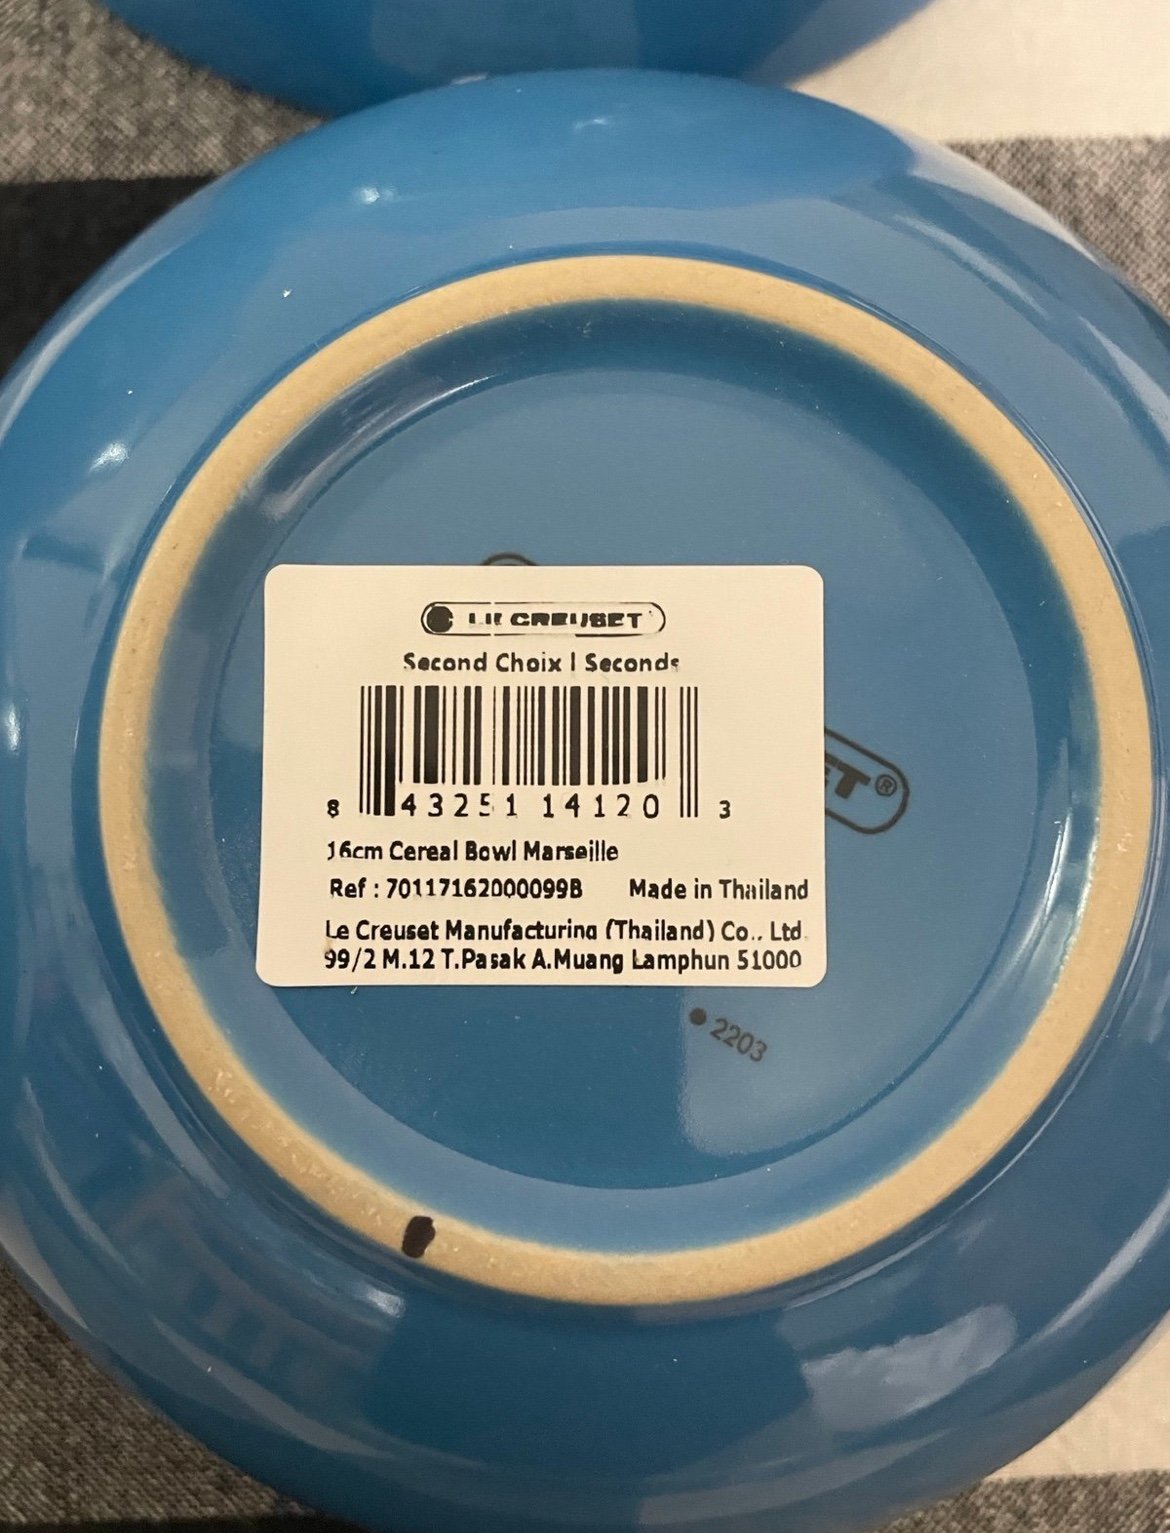 LE CREUSET
Second Choix | Seconds
8 43251 14120 3
16cm Cereal Bowl Marseille
Ref : 70117162000099B Made in Thailand
Le Creuset Manufacturing (Thailand) Co., Ltd.
99/2 M.12 T.Pasak A.Muang Lamphun 51000
ET®
2203